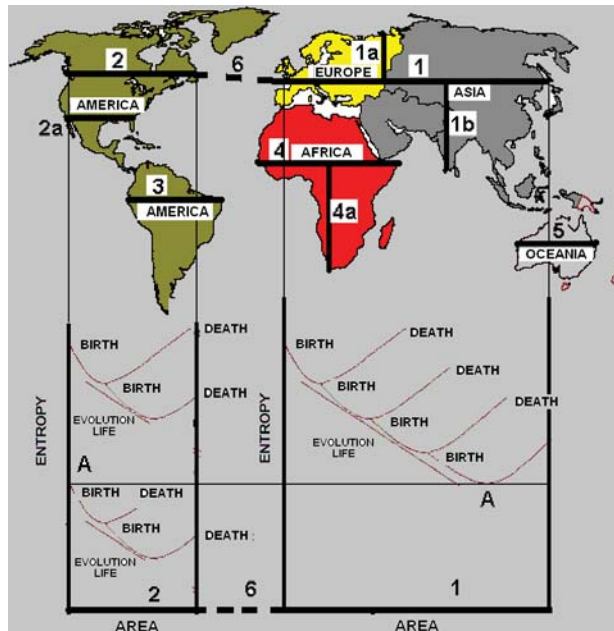 2
6
1a
1
EUROPE
AMERICA
ASIA
2a
1b
4
AFRICA
3
AMERICA
4a
5
OCEANIA
DEATH
BIRTH
BIRTH
DEATH
EVOLUTION
LIFE
ENTROPY
A
BIRTH
DEATH
BIRTH
DEATH
EVOLUTION
LIFE
DEATH
BIRTH
BIRTH
DEATH
BIRTH
DEATH
EVOLUTION
LIFE
BIRTH
ENTROPY
A
2
6
1
AREA
AREA